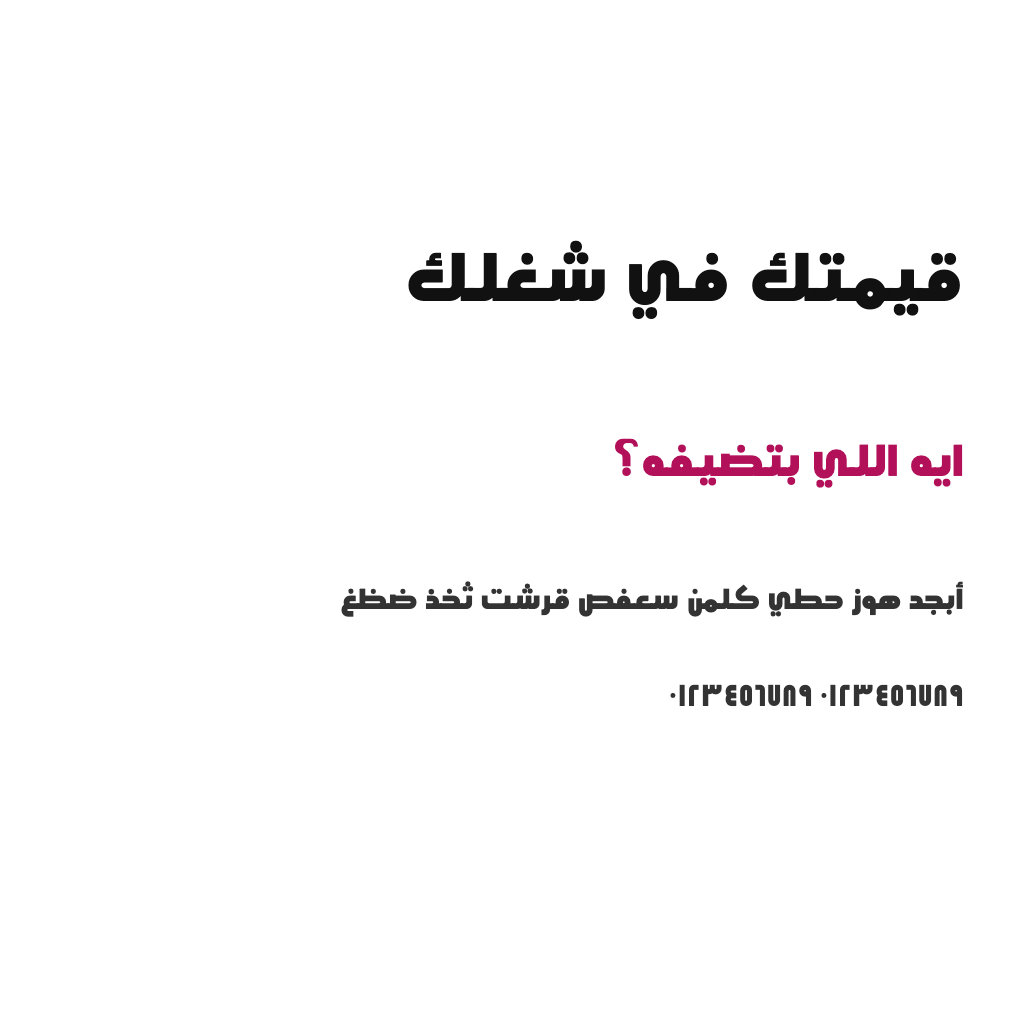 قيمتك في شغلك
ايه اللي بتضيفه؟
أبجد هوز حطي كلمن سعفص قرشت ثخذ ضظغ
٠١٢٣٤٥٦٧٨٩ ٠١٢٣٤٥٦٧٨٩